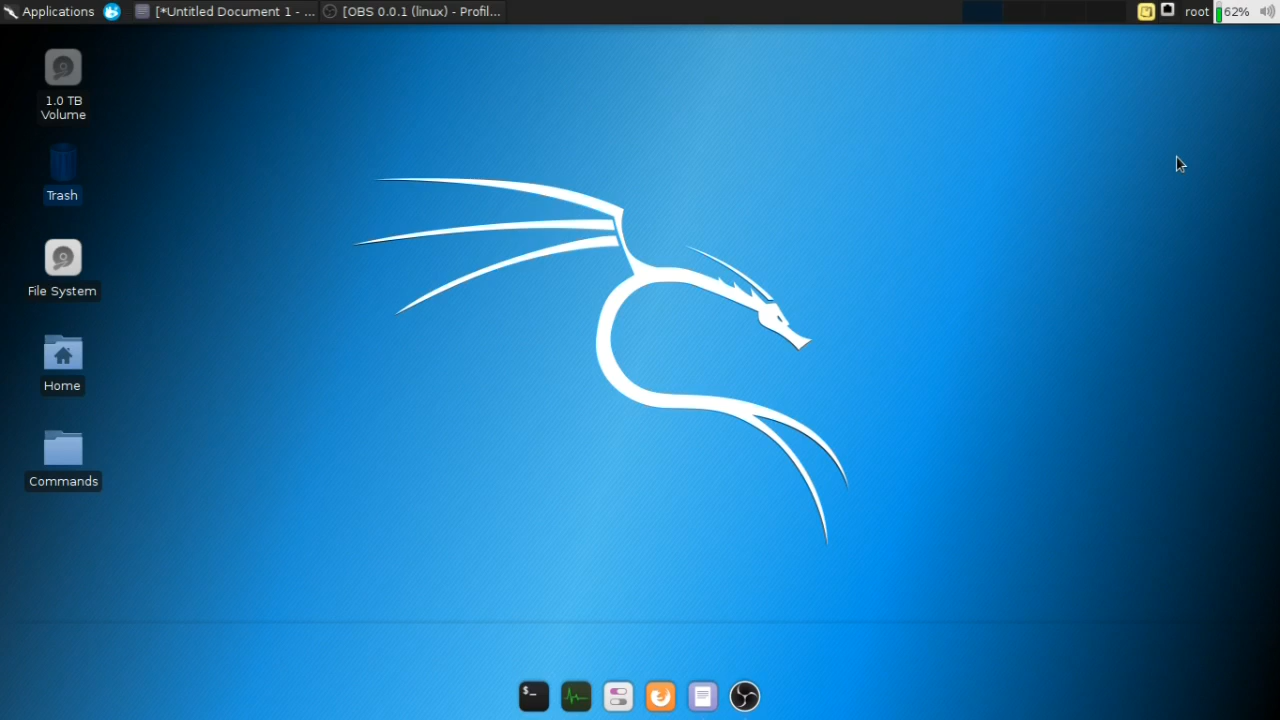 Applications
[*Untitled Document 1 - ...
[OBS 0.0.1 (linux) - Profil...
root
62%
1.0 TB
Volume
Trash
File System
Home
Commands
$_